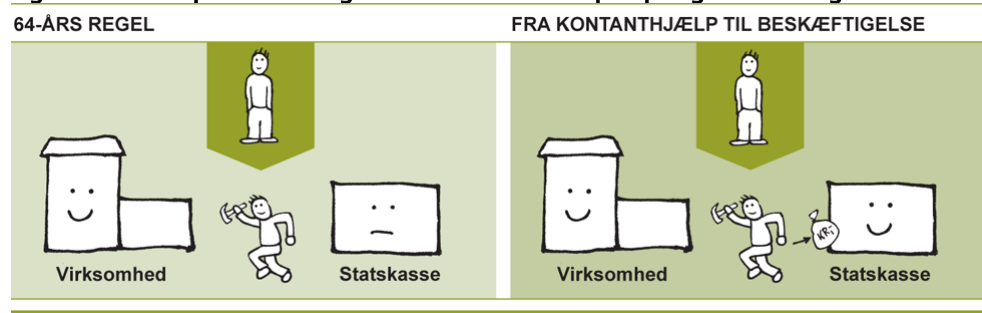 64-ÅRS REGEL
FRA KONTANTHJÆLP TIL BESKÆFTIGELSE
Virksomhed
Statskasse
KR.
Virksomhed
Statskasse